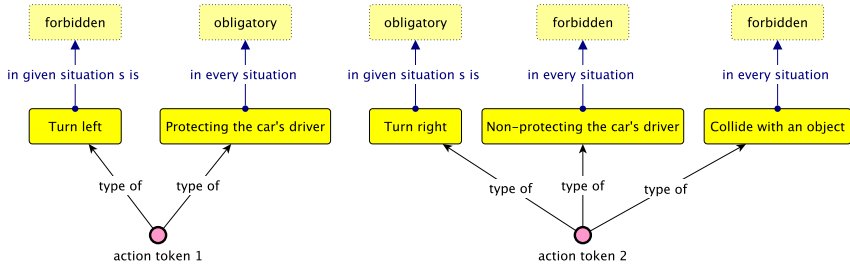 forbidden
obligatory
obligatory
forbidden
forbidden
in given situation s is
in every situation
in given situation s is
in every situation
in every situation
Turn left
Protecting the car's driver
Turn right
Non-protecting the car's driver
Collide with an object
type of
type of
type of
type of
type of
action token 1
action token 2